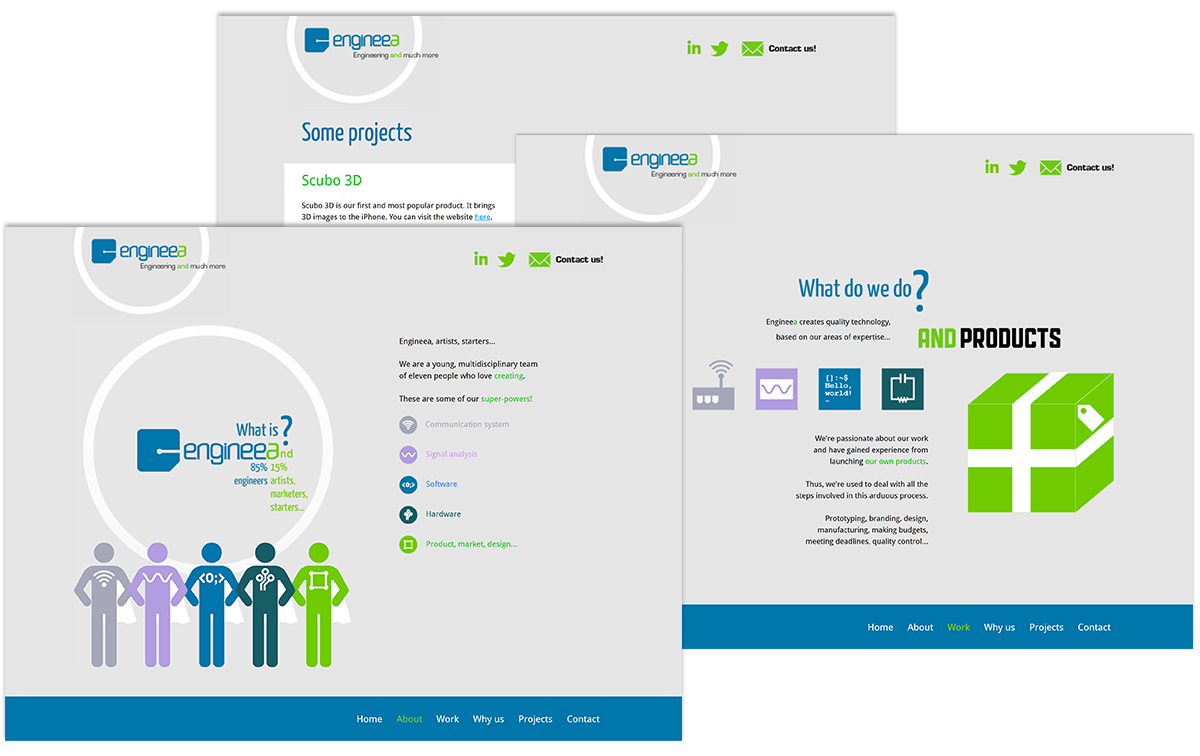 engineea
Engineering and much more
Contact us!
Some projects
Scubo 3D
Scubo 3D is our first and most popular product. It brings
3D images to the iPhone. You can visit the website here.
engineea
Engineering and much more
Contact us!
What do we do?
Engineea creates quality technology,
based on our areas of expertise...
AND PRODUCTS
[]:~$
Hello,
world!
_
We're passionate about our work
and have gained experience from
launching our own products.
Thus, we're used to deal with all the
steps involved in this arduous process.
Prototyping, branding, design,
manufacturing, making budgets,
meeting deadlines, quality control...
Home About Work Why us Projects Contact
engineea
Engineering and much more
in
Contact us!
What is?
engineeand
85% 15%
engineers artists,
marketers,
starters...
Engineea, artists, starters...
We are a young, multidisciplinary team
of eleven people who love creating.
These are some of our super-powers!
Communication system
Signal analysis
<0;> Software
Hardware
Product, market, design...
<0;>
Home About Work Why us Projects Contact